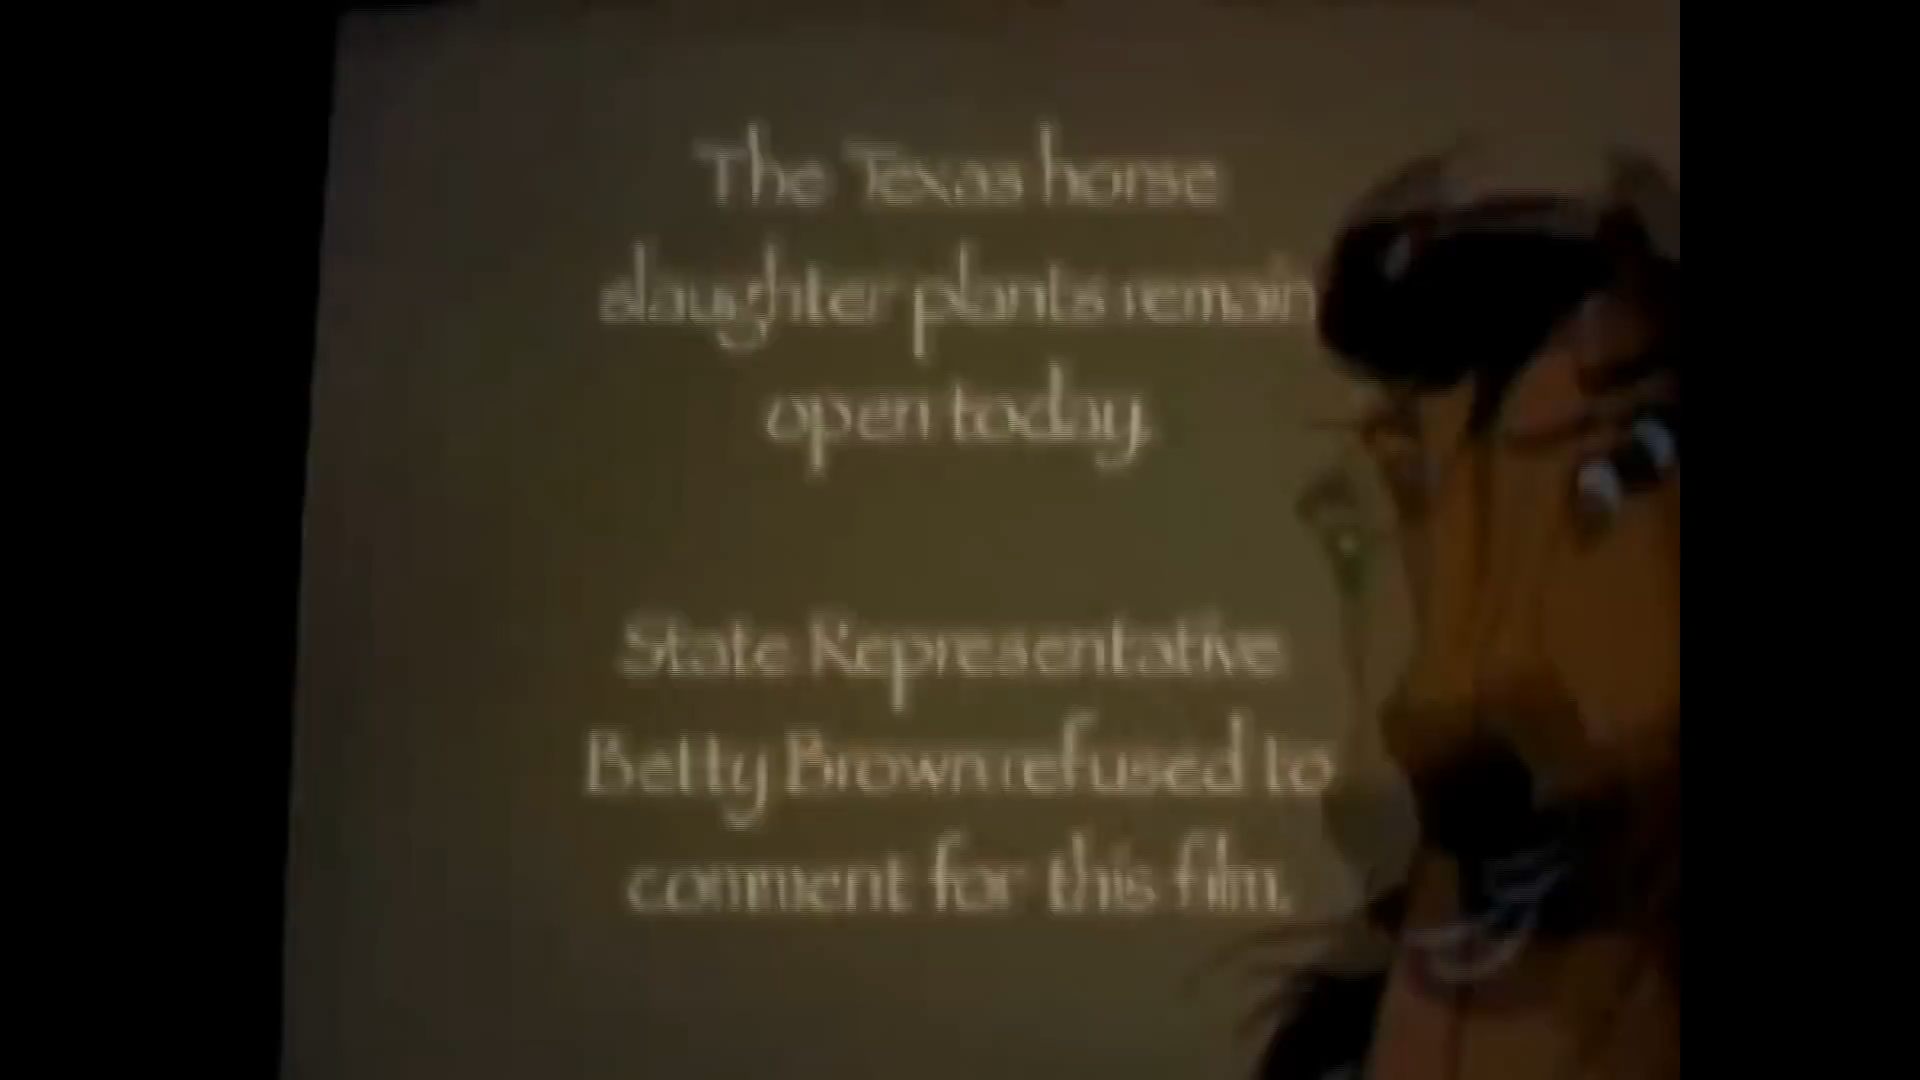 The Texas horse
slaughter plants remain
open today.
State Representative
Betty Brown refused to
comment for this film.